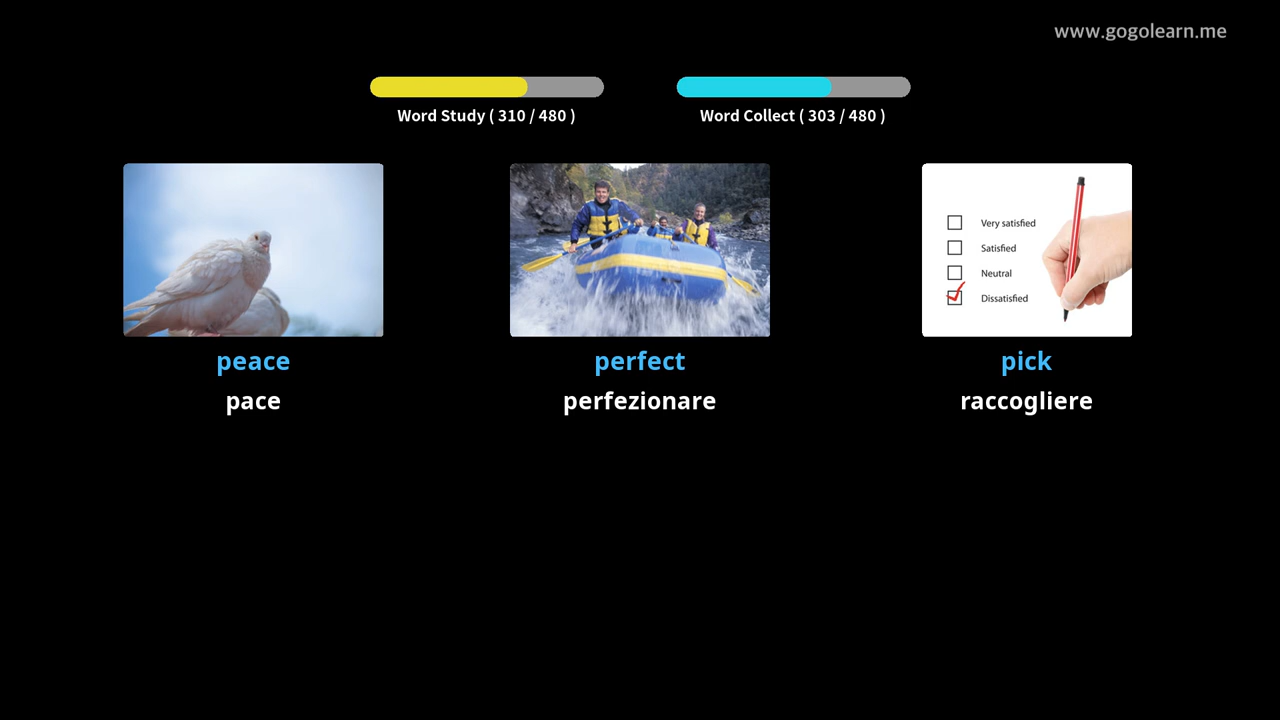 www.gogolearn.me
Word Study ( 310 / 480 )
Word Collect ( 303 / 480 )
Very satisfied
Satisfied
Neutral
Dissatisfied
peace
perfect
pick
pace
perfezionare
raccogliere